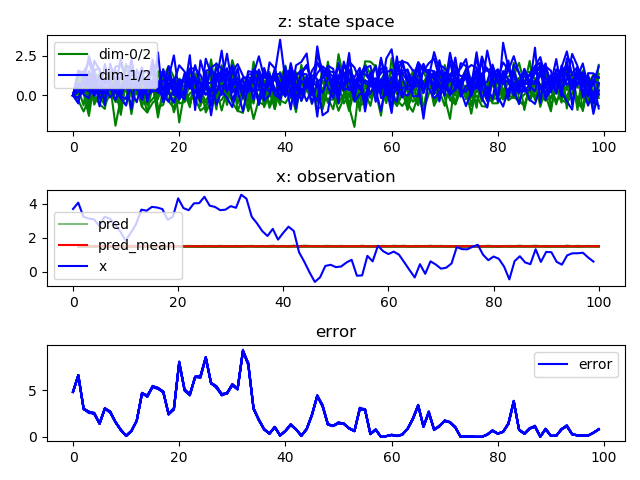 z: state space
2.5
0.0
dim-0/2
dim-1/2
0 20 40 60 80 100
x: observation
4
2
0
pred
pred_mean
x
0 20 40 60 80 100
error
5
0
error
0 20 40 60 80 100